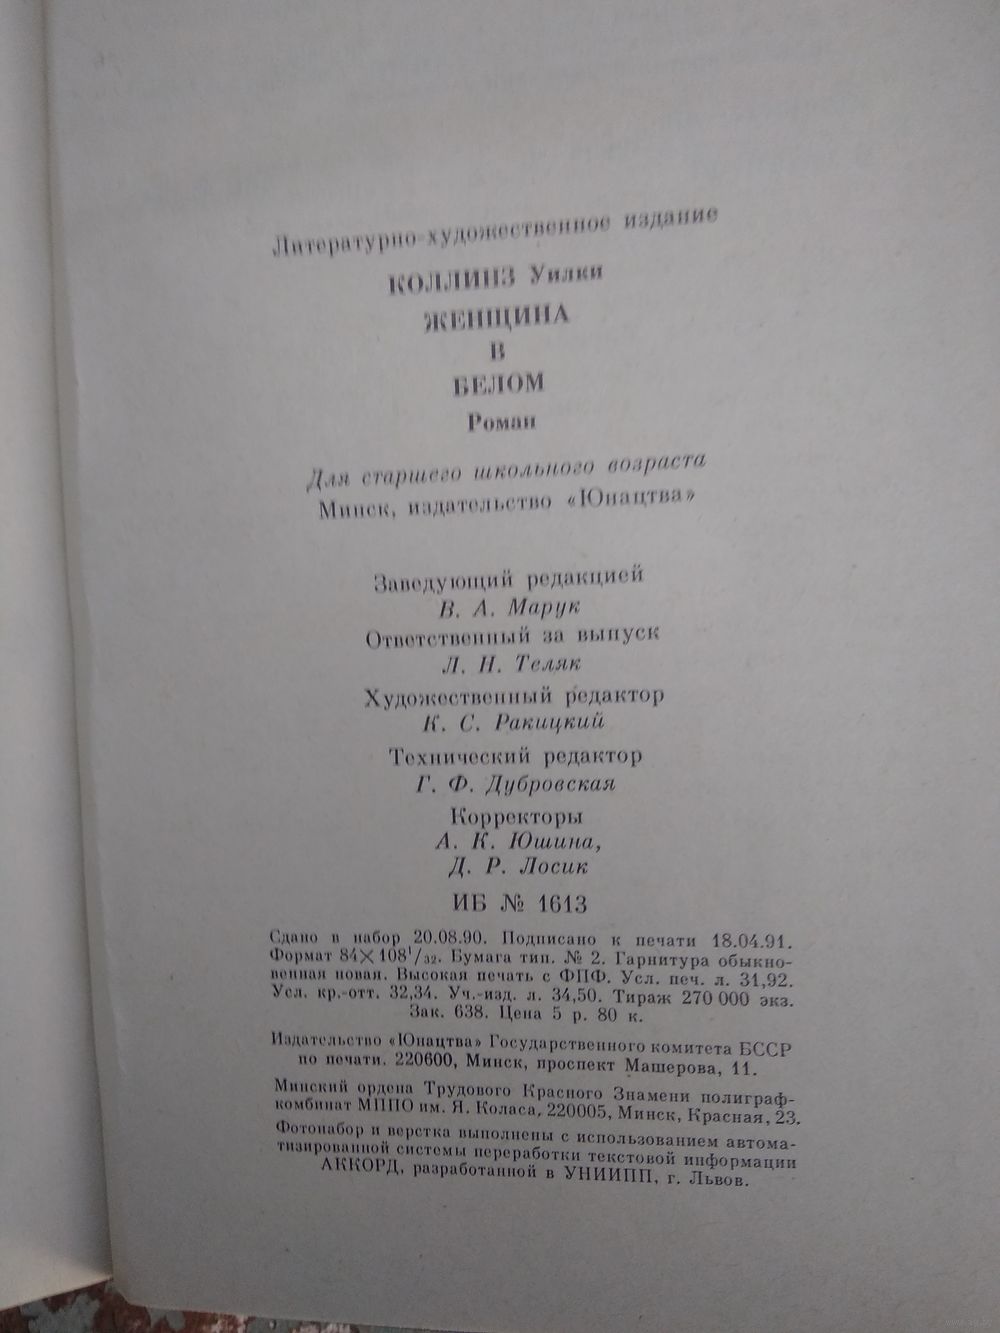 Литературно-художественное издание
КОЛЛИНЗ Уилки
ЖЕНЩИНА
В
БЕЛОМ
Роман
Для старшего школьного возраста
Минск, издательство «Юнацтва»
Заведующий редакцией
В. А. Марук
Ответственный за выпуск
Л. Н. Теляк
Художественный редактор
К. С. Ракицкий
Технический редактор
Г. Ф. Дубровская
Корректоры
А. К. Юшина,
Д. Р. Лосик
ИБ № 1613
Сдано в набор 20.08.90. Подписано к печати 18.04.91.
Формат 84×108¹/₃₂. Бумага тип. № 2. Гарнитура обыкно-
венная новая. Высокая печать с ФПФ. Усл. печ. л. 31,92.
Усл. кр.-отт. 32,34. Уч.-изд. л. 34,50. Тираж 270 000 экз.
Зак. 638. Цена 5 р. 80 к.
Издательство «Юнацтва» Государственного комитета БССР
по печати. 220600, Минск, проспект Машерова, 11.
Минский ордена Трудового Красного Знамени полиграф-
комбинат МППО им. Я. Коласа, 220005, Минск, Красная, 23.
Фотонабор и верстка выполнены с использованием автома-
тизированной системы переработки текстовой информации
АККОРД, разработанной в УНИИПП, г. Львов.